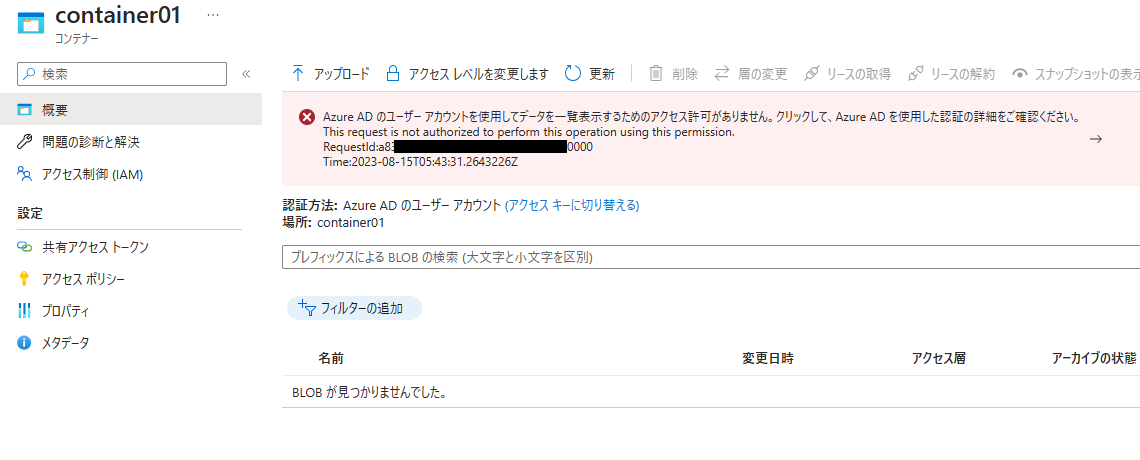 container01 ...
コンテナー
検索 «
アップロード アクセス レベルを変更します 更新 削除 層の変更 リースの取得 リースの解約 スナップショットの表示
概要
Azure AD のユーザー アカウントを使用してデータを一覧表示するためのアクセス許可がありません。クリックして、Azure AD を使用した認証の詳細をご確認ください。
This request is not authorized to perform this operation using this permission.
RequestId:a83 0000
Time:2023-08-15T05:43:31.2643226Z
問題の診断と解決
アクセス制御 (IAM)
設定
共有アクセス トークン
アクセス ポリシー
プロパティ
メタデータ
認証方法: Azure AD のユーザー アカウント (アクセス キーに切り替える)
場所: container01
プレフィックスによる BLOB の検索 (大文字と小文字を区別)
フィルターの追加
名前 変更日時 アクセス層 アーカイブの状態
BLOB が見つかりませんでした。